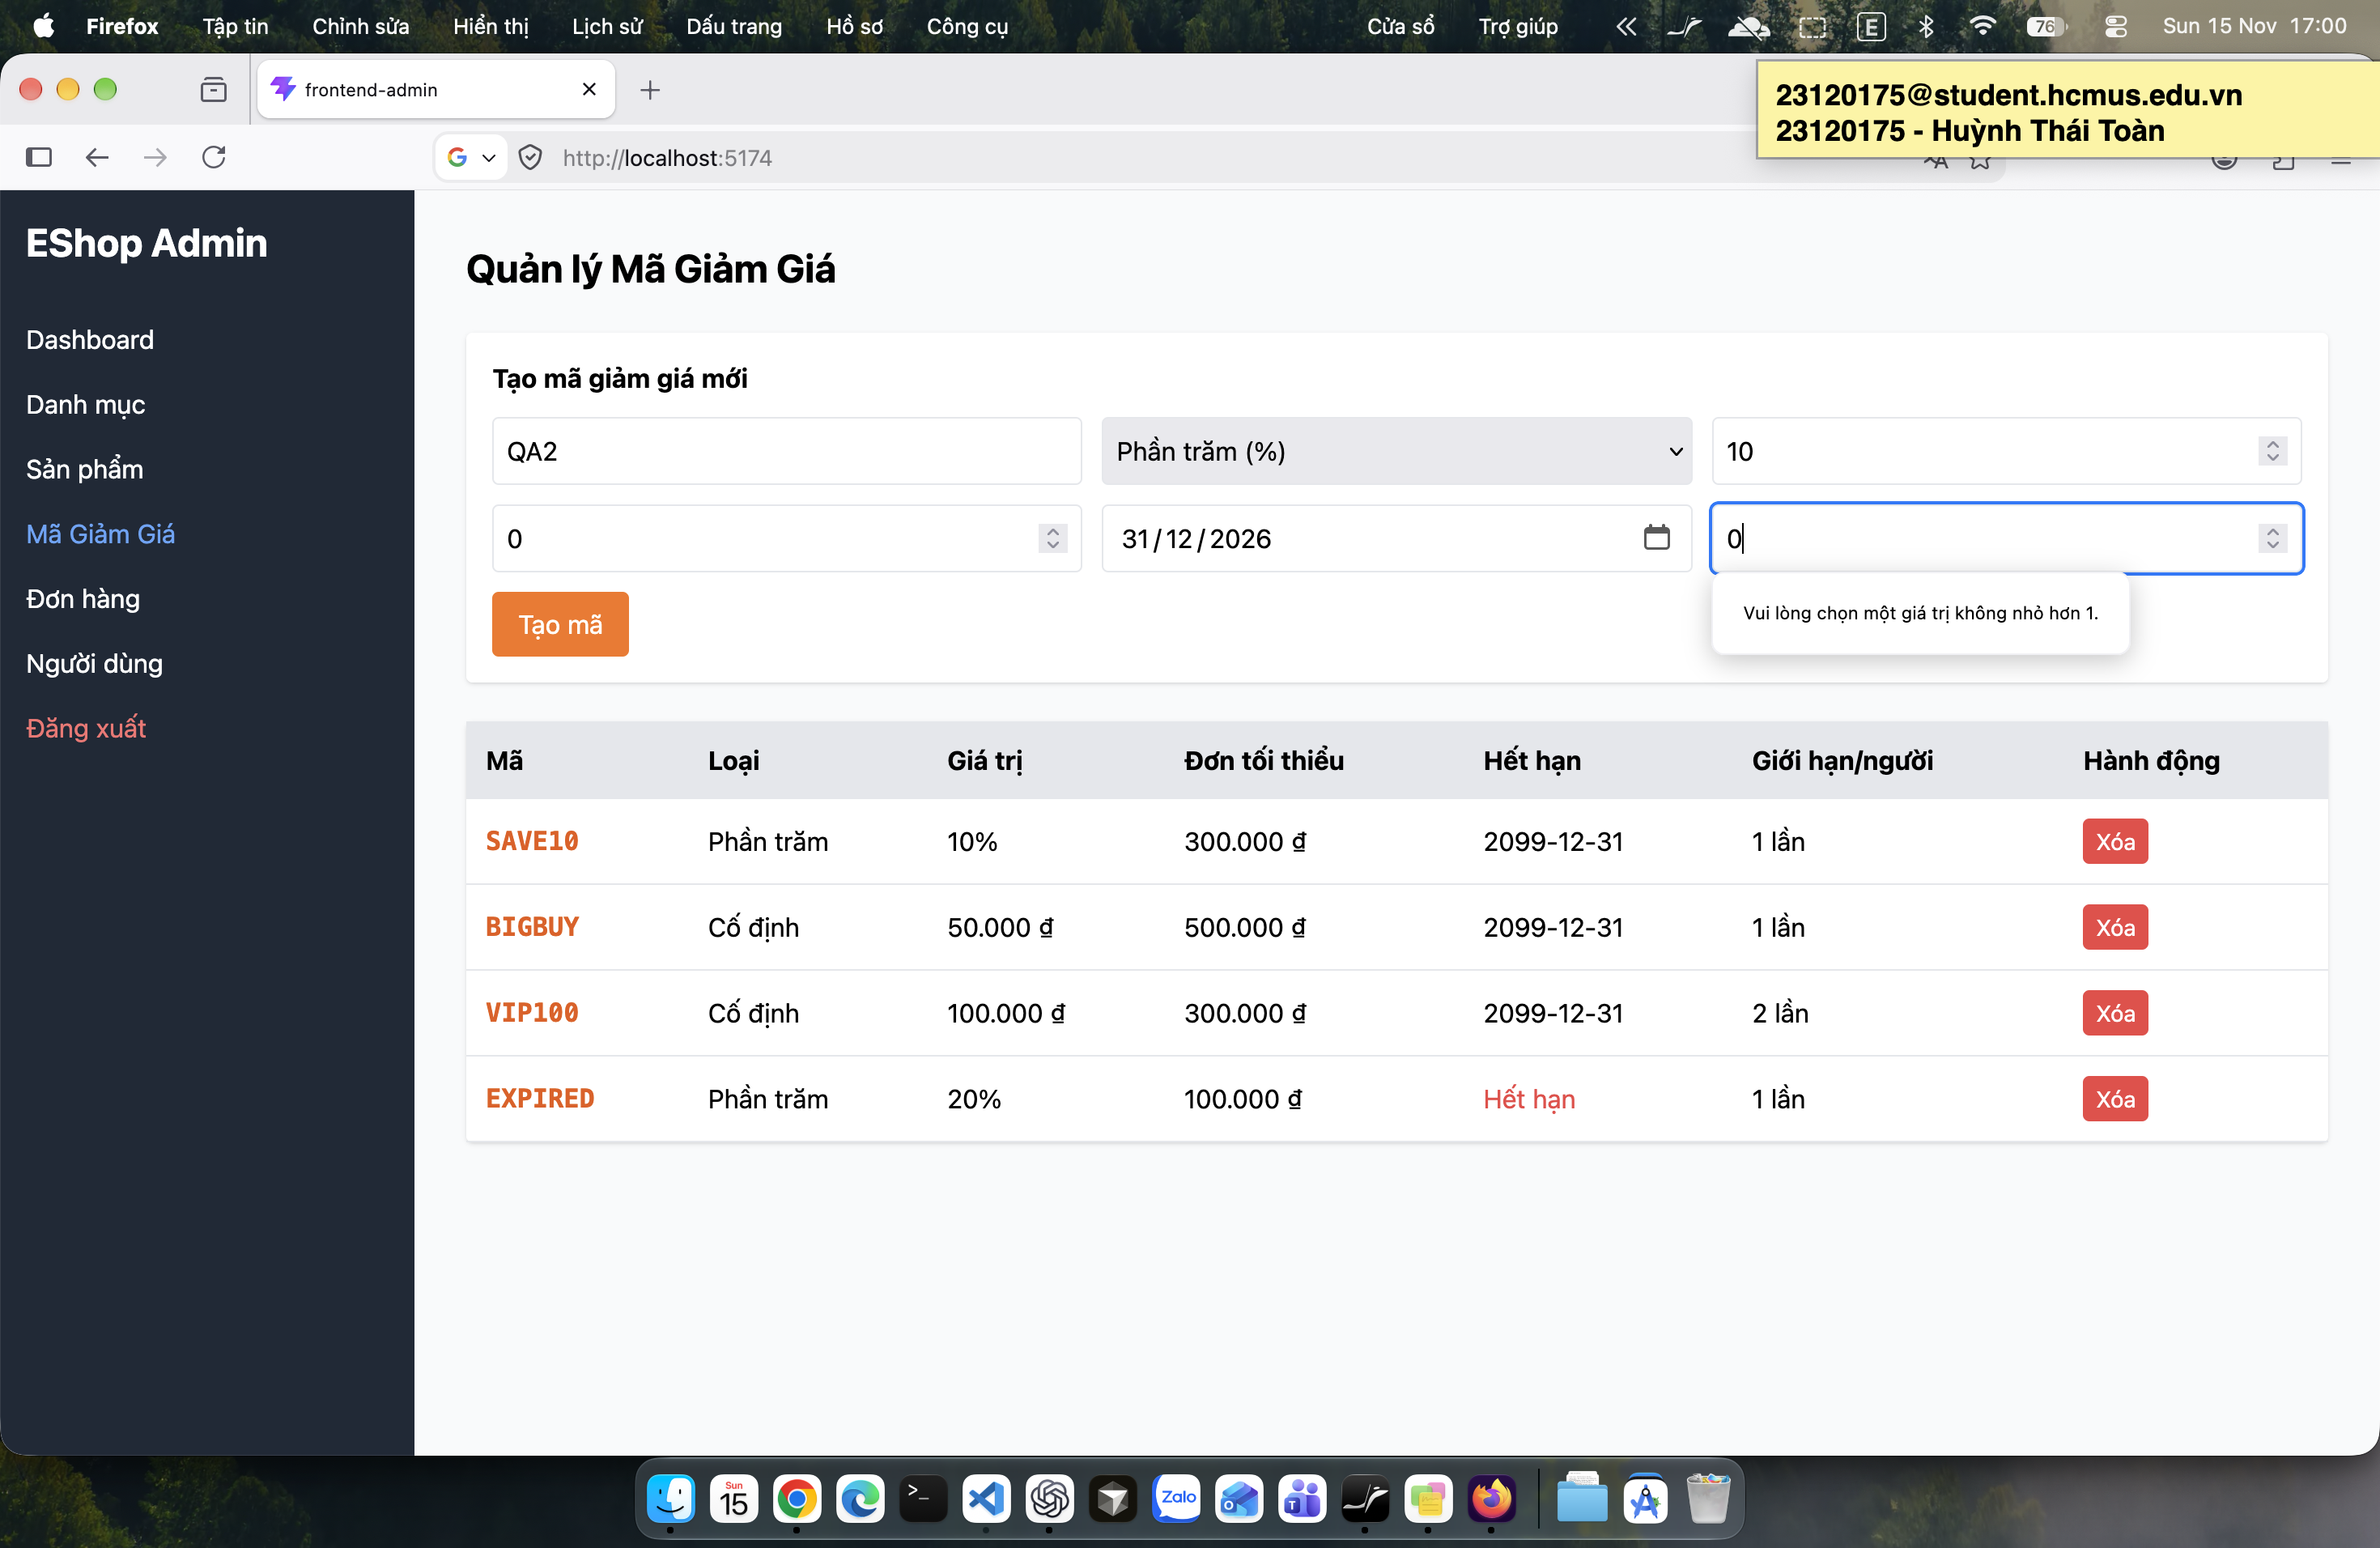 Firefox Tập tin Chỉnh sửa Hiển thị Lịch sử Dấu trang Hồ sơ Công cụ Cửa sổ Trợ giúp E 76 Sun 15 Nov 17:00
frontend-admin
23120175@student.hcmus.edu.vn
23120175 - Huỳnh Thái Toàn
http://localhost:5174
EShop Admin
Dashboard
Danh mục
Sản phẩm
Mã Giảm Giá
Đơn hàng
Người dùng
Đăng xuất
Quản lý Mã Giảm Giá
Tạo mã giảm giá mới
QA2 Phần trăm (%) 10
0 31/12/2026 0
Vui lòng chọn một giá trị không nhỏ hơn 1.
Tạo mã
Mã Loại Giá trị Đơn tối thiểu Hết hạn Giới hạn/người Hành động
SAVE10 Phần trăm 10% 300.000 ₫ 2099-12-31 1 lần Xóa
BIGBUY Cố định 50.000 ₫ 500.000 ₫ 2099-12-31 1 lần Xóa
VIP100 Cố định 100.000 ₫ 300.000 ₫ 2099-12-31 2 lần Xóa
EXPIRED Phần trăm 20% 100.000 ₫ Hết hạn 1 lần Xóa
Sun
15
Zalo